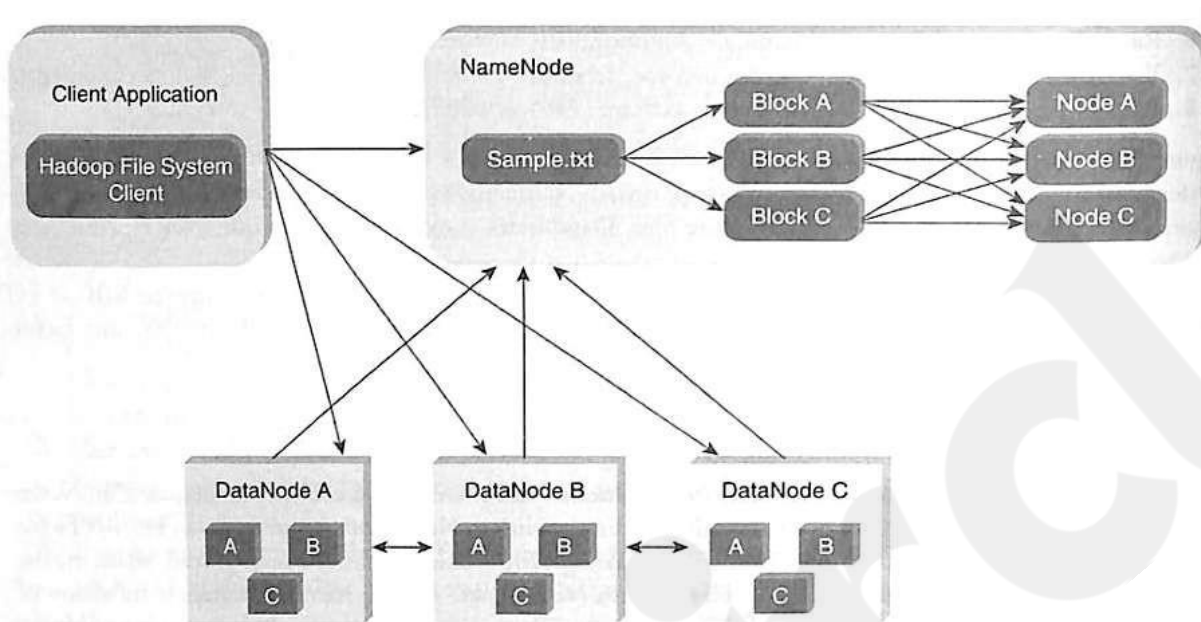 Client Application
Hadoop File System
Client
NameNode
Sample.txt
Block A
Block B
Block C
Node A
Node B
Node C
DataNode A
A
B
C
DataNode B
A
B
C
DataNode C
A
B
C